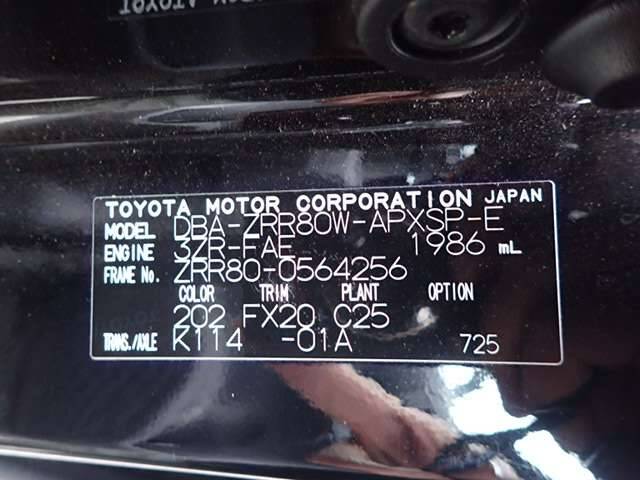 TOYOTA MOTOR CORPORATION JAPAN
MODEL DBA-ZRR80W-APXSP-E
ENGINE 3ZR-FAE 1986 mL
FRAME No. ZRR80-0564256
COLOR TRIM PLANT OPTION
202 FX20 C25
TRANS./AXLE K114 -01A 725